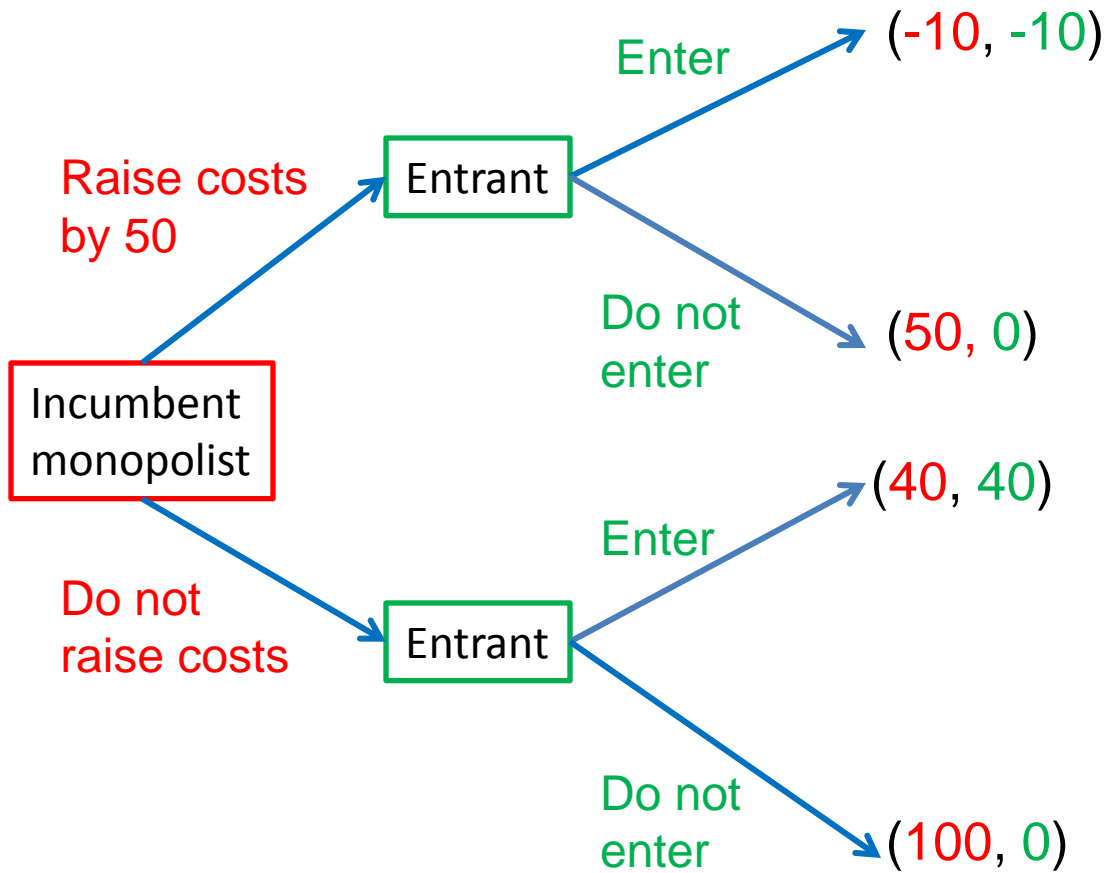 Enter
(-10, -10)
Raise costs
by 50
Entrant
Do not
enter
(50, 0)
Incumbent
monopolist
Enter
(40, 40)
Do not
raise costs
Entrant
Do not
enter
(100, 0)